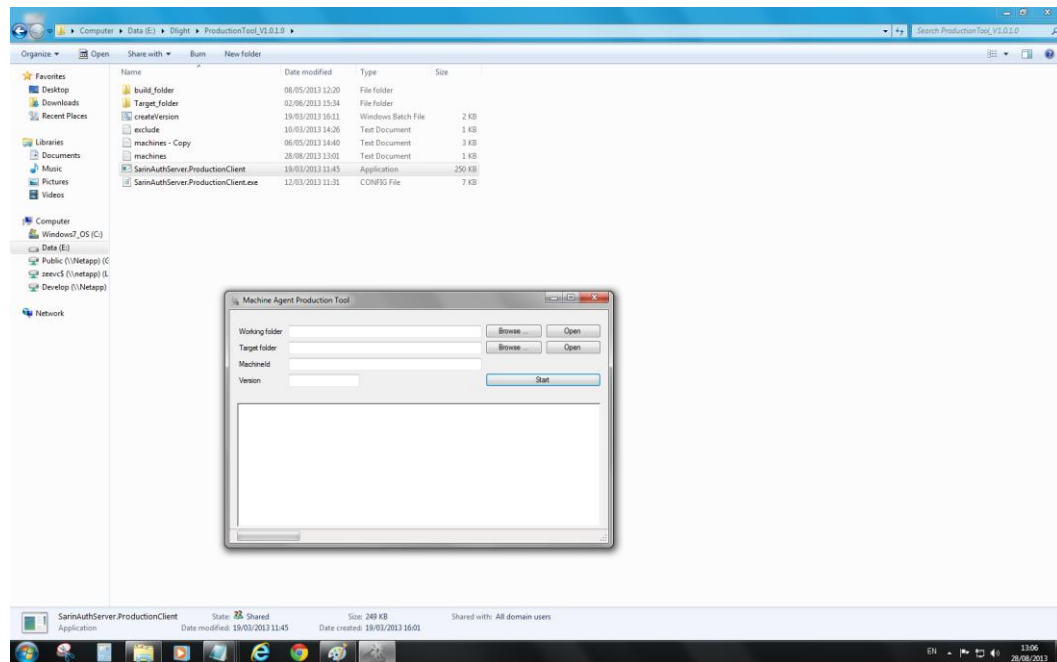 Computer ▸ Data (E:) ▸ Dlight ▸ ProductionTool_V1.0.1.0 ▸
Search ProductionTool_V1.0.1.0
Organize Open Share with Burn New folder
Name Date modified Type Size
Favorites
Desktop
Downloads
Recent Places
Libraries
Documents
Music
Pictures
Videos
Computer
Windows7_OS (C:)
Data (E:)
Public (\\Netapp) (G
zeevc$ (\\netapp) (L
Develop (\\Netapp)
Network
build_folder 08/05/2013 12:20 File folder
Target_folder 02/06/2013 15:34 File folder
createVersion 19/03/2013 16:11 Windows Batch File 2 KB
exclude 10/03/2013 14:26 Text Document 1 KB
machines - Copy 06/05/2013 14:40 Text Document 3 KB
machines 28/08/2013 13:01 Text Document 1 KB
SarinAuthServer.ProductionClient 19/03/2013 11:45 Application 250 KB
SarinAuthServer.ProductionClient.exe 12/03/2013 11:31 CONFIG File 7 KB
Machine Agent Production Tool
Working folder Browse ... Open
Target folder Browse ... Open
MachineId
Version Start
SarinAuthServer.ProductionClient State: Shared Size: 249 KB Shared with: All domain users
Application Date modified: 19/03/2013 11:45 Date created: 19/03/2013 16:01
EN 13:06
28/08/2013